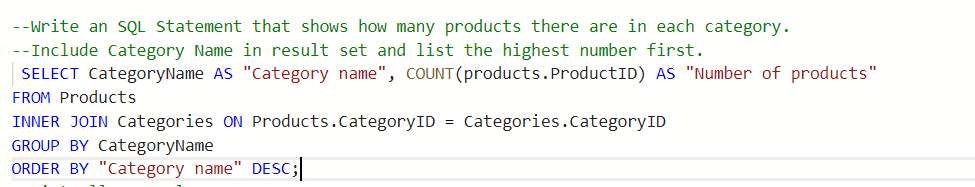 --Write an SQL Statement that shows how many products there are in each category.
--Include Category Name in result set and list the highest number first.
SELECT CategoryName AS "Category name", COUNT(products.ProductID) AS "Number of products"
FROM Products
INNER JOIN Categories ON Products.CategoryID = Categories.CategoryID
GROUP BY CategoryName
ORDER BY "Category name" DESC;